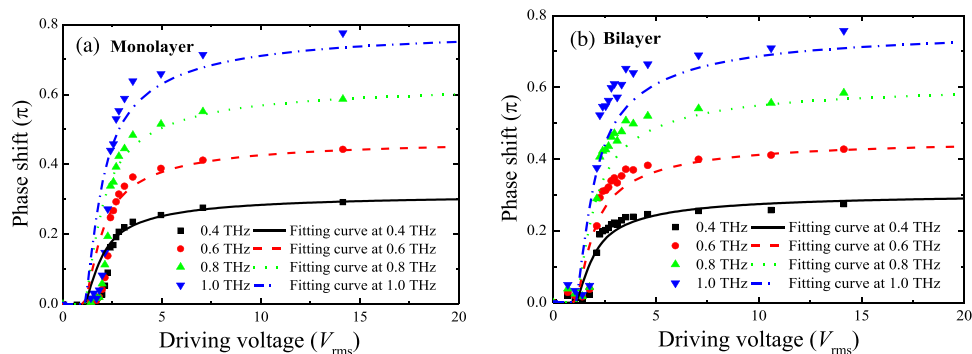 (a) Monolayer
Phase shift (π)
0.8
0.6
0.4
0.2
0.0
0.4 THz Fitting curve at 0.4 THz
0.6 THz Fitting curve at 0.6 THz
0.8 THz Fitting curve at 0.8 THz
1.0 THz Fitting curve at 1.0 THz
0 5 10 15 20
Driving voltage (Vrms)
(b) Bilayer
Phase shift (π)
0.8
0.6
0.4
0.2
0.0
0.4 THz Fitting curve at 0.4 THz
0.6 THz Fitting curve at 0.6 THz
0.8 THz Fitting curve at 0.8 THz
1.0 THz Fitting curve at 1.0 THz
0 5 10 15 20
Driving voltage (Vrms)